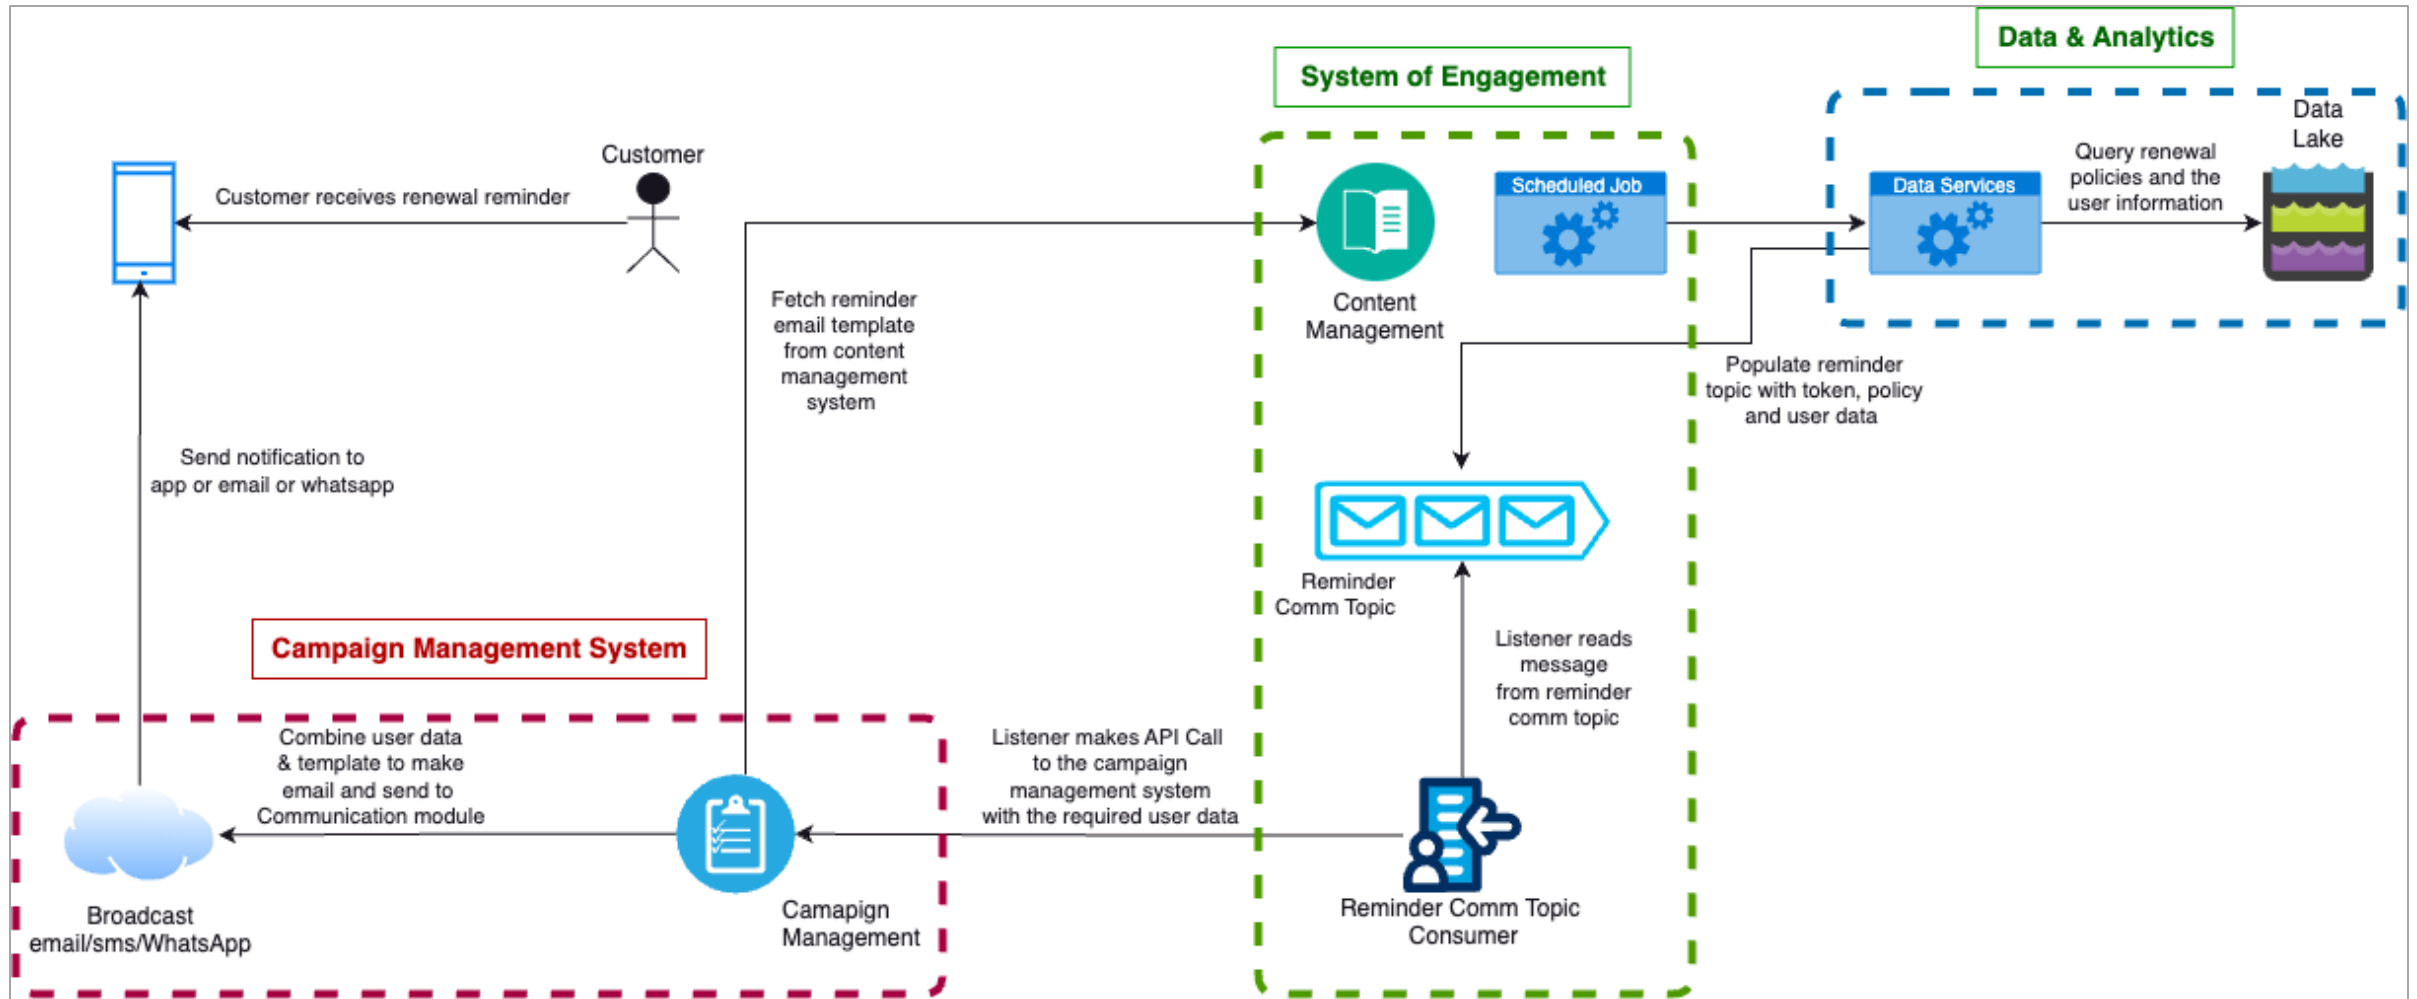 Data & Analytics
System of Engagement
Data
Lake
Customer
Query renewal
policies and the
user information
Scheduled Job
Data Services
Customer receives renewal reminder
Content
Management
Fetch reminder
email template
from content
management
system
Populate reminder
topic with token, policy
and user data
Send notification to
app or email or whatsapp
Reminder
Comm Topic
Campaign Management System
Listener reads
message
from reminder
comm topic
Combine user data
& template to make
email and send to
Communication module
Listener makes API Call
to the campaign
management system
with the required user data
Broadcast
email/sms/WhatsApp
Camapign
Management
Reminder Comm Topic
Consumer